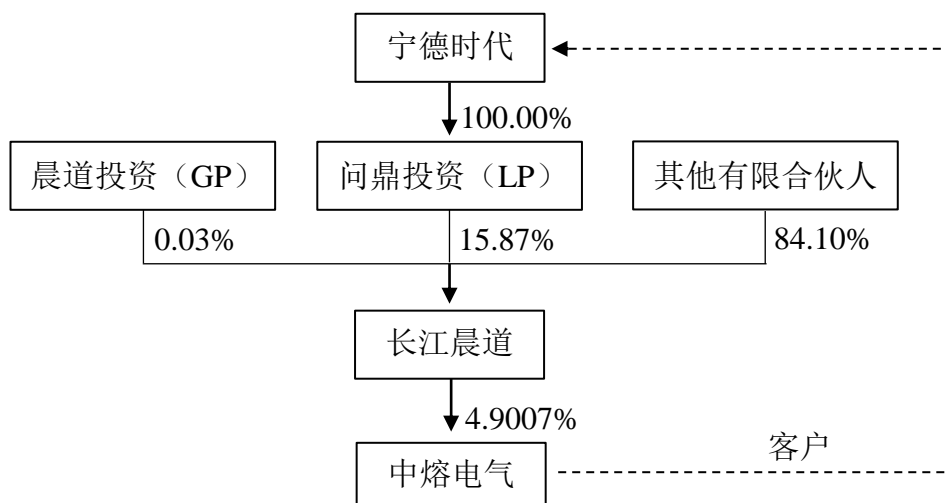 宁德时代
100.00%
晨道投资（GP）
问鼎投资（LP）
其他有限合伙人
0.03%
15.87%
84.10%
长江晨道
4.9007%
中熔电气
客户